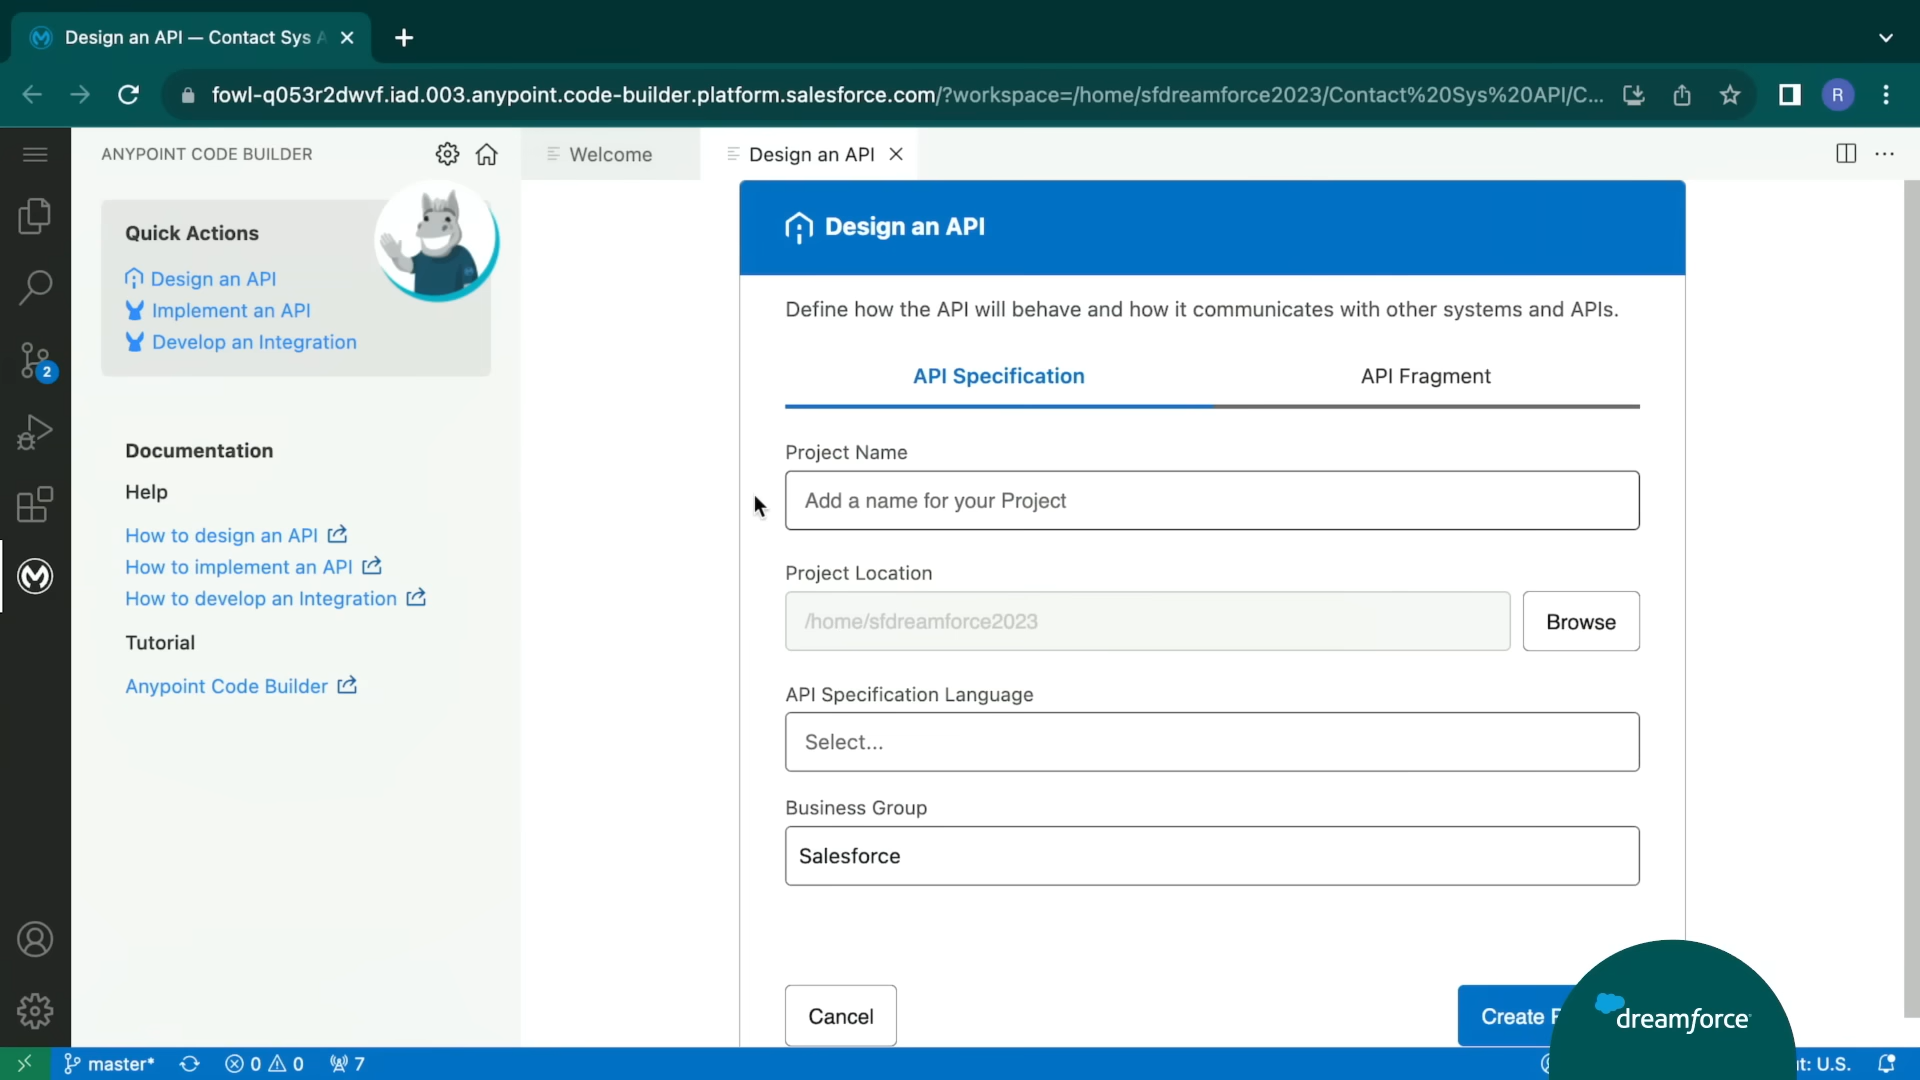 Design an API — Contact Sys A
fowl-q053r2dwvf.iad.003.anypoint.code-builder.platform.salesforce.com/?workspace=/home/sfdreamforce2023/Contact%20Sys%20API/C...
R
ANYPOINT CODE BUILDER
Welcome
Design an API
Quick Actions
Design an API
Implement an API
Develop an Integration
2
Documentation
Help
How to design an API
How to implement an API
How to develop an Integration
Tutorial
Anypoint Code Builder
Design an API
Define how the API will behave and how it communicates with other systems and APIs.
API Specification
API Fragment
Project Name
Add a name for your Project
Project Location
/home/sfdreamforce2023
Browse
API Specification Language
Select...
Business Group
Salesforce
Cancel
Create
dreamforce
master*
0
0
7
t: U.S.